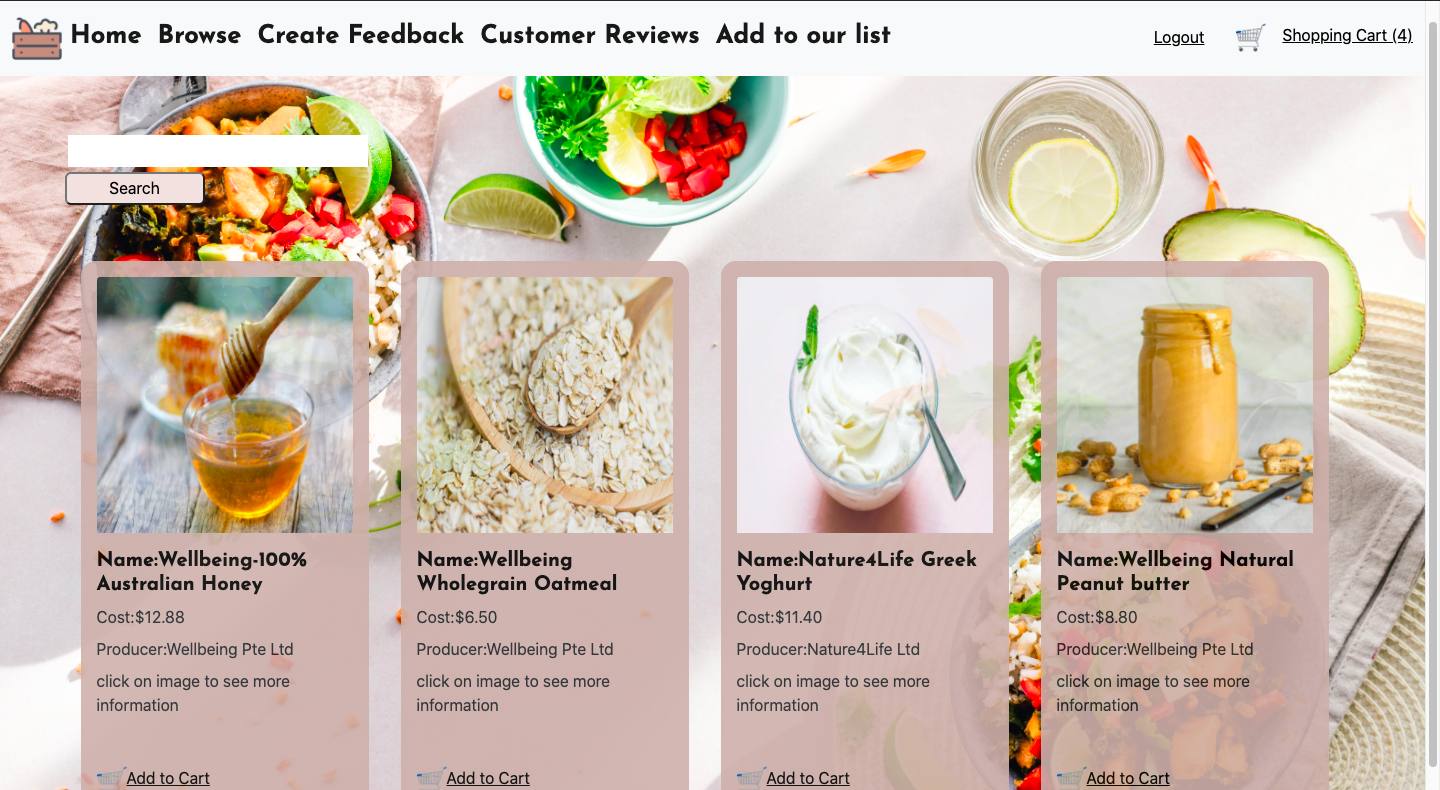 Home Browse Create Feedback Customer Reviews Add to our list Logout Shopping Cart (4)
Search
Name:Wellbeing-100%
Australian Honey
Cost:$12.88
Producer:Wellbeing Pte Ltd
click on image to see more
information
Add to Cart
Name:Wellbeing
Wholegrain Oatmeal
Cost:$6.50
Producer:Wellbeing Pte Ltd
click on image to see more
information
Add to Cart
Name:Nature4Life Greek
Yoghurt
Cost:$11.40
Producer:Nature4Life Ltd
click on image to see more
information
Add to Cart
Name:Wellbeing Natural
Peanut butter
Cost:$8.80
Producer:Wellbeing Pte Ltd
click on image to see more
information
Add to Cart